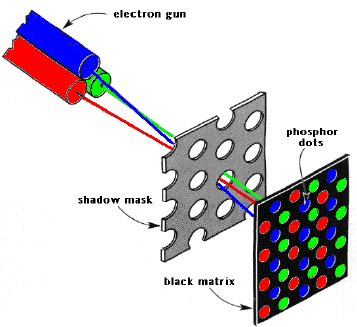 electron gun
phosphor
dots
shadow mask
black matrix